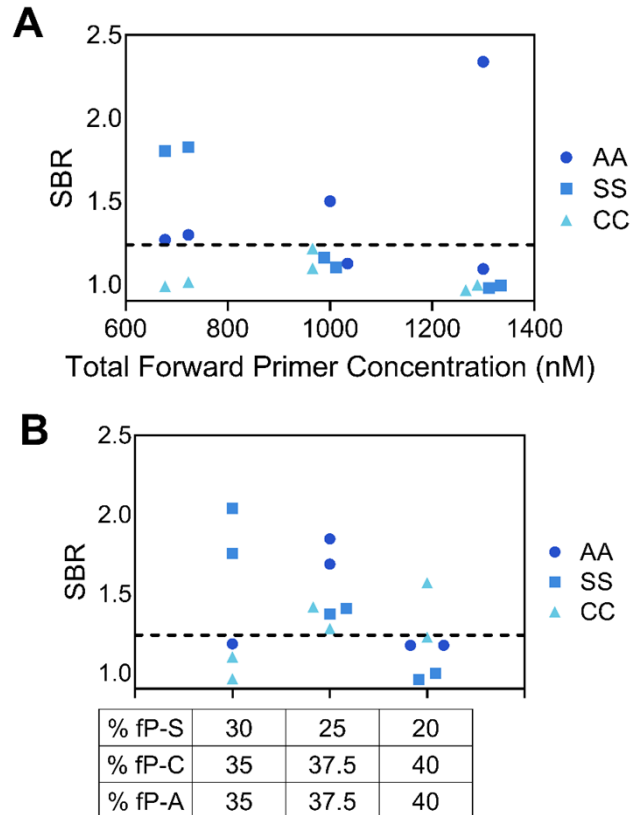 A
2.5
2.0
1.5
1.0
SBR
600 800 1000 1200 1400
Total Forward Primer Concentration (nM)
AA
SS
CC
B
2.5
2.0
1.5
1.0
SBR
AA
SS
CC
% fP-S 30 25 20
% fP-C 35 37.5 40
% fP-A 35 37.5 40